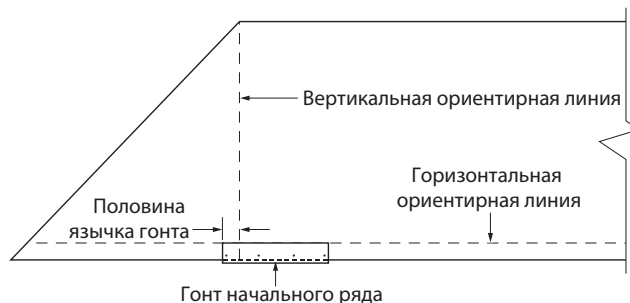 Вертикальная ориентирная линия
Горизонтальная
ориентирная линия
Половина
язычка гонта
Гонт начального ряда